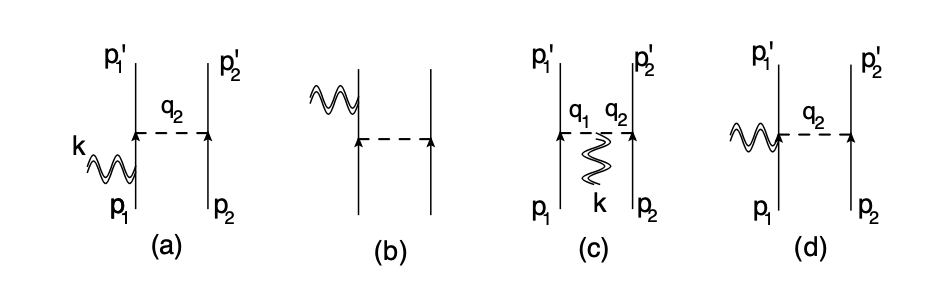 p₁' p₂'
q₂
k
p₁ p₂
(a)
(b)
p₁' p₂'
q₁ q₂
p₁ k p₂
(c)
p₁' p₂'
q₂
p₁ p₂
(d)